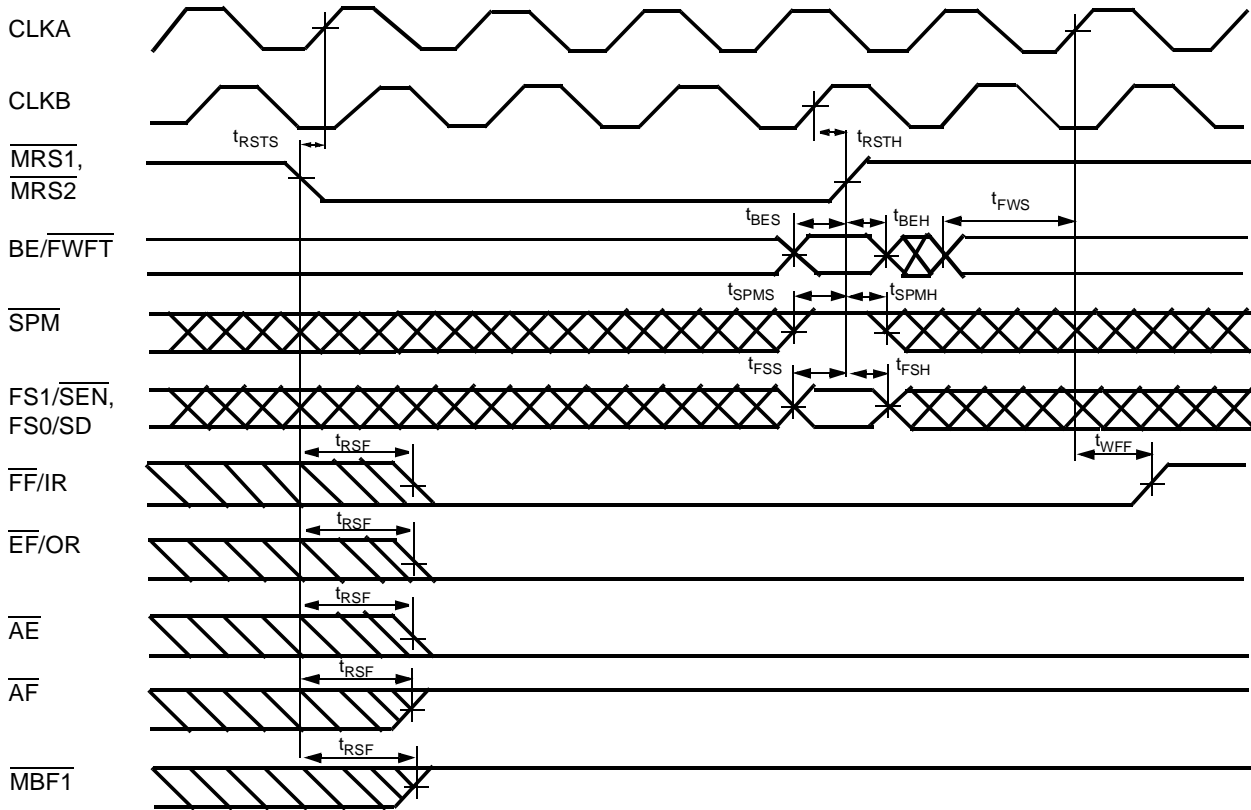 CLKA
CLKB
tRSTS
tRSTH
MRS1,
MRS2
tFWS
tBES
tBEH
BE/FWFT
tSPMS
tSPMH
SPM
tFSS
tFSH
FS1/SEN,
FS0/SD
tRSF
tWFF
FF/IR
tRSF
EF/OR
tRSF
AE
tRSF
AF
tRSF
MBF1